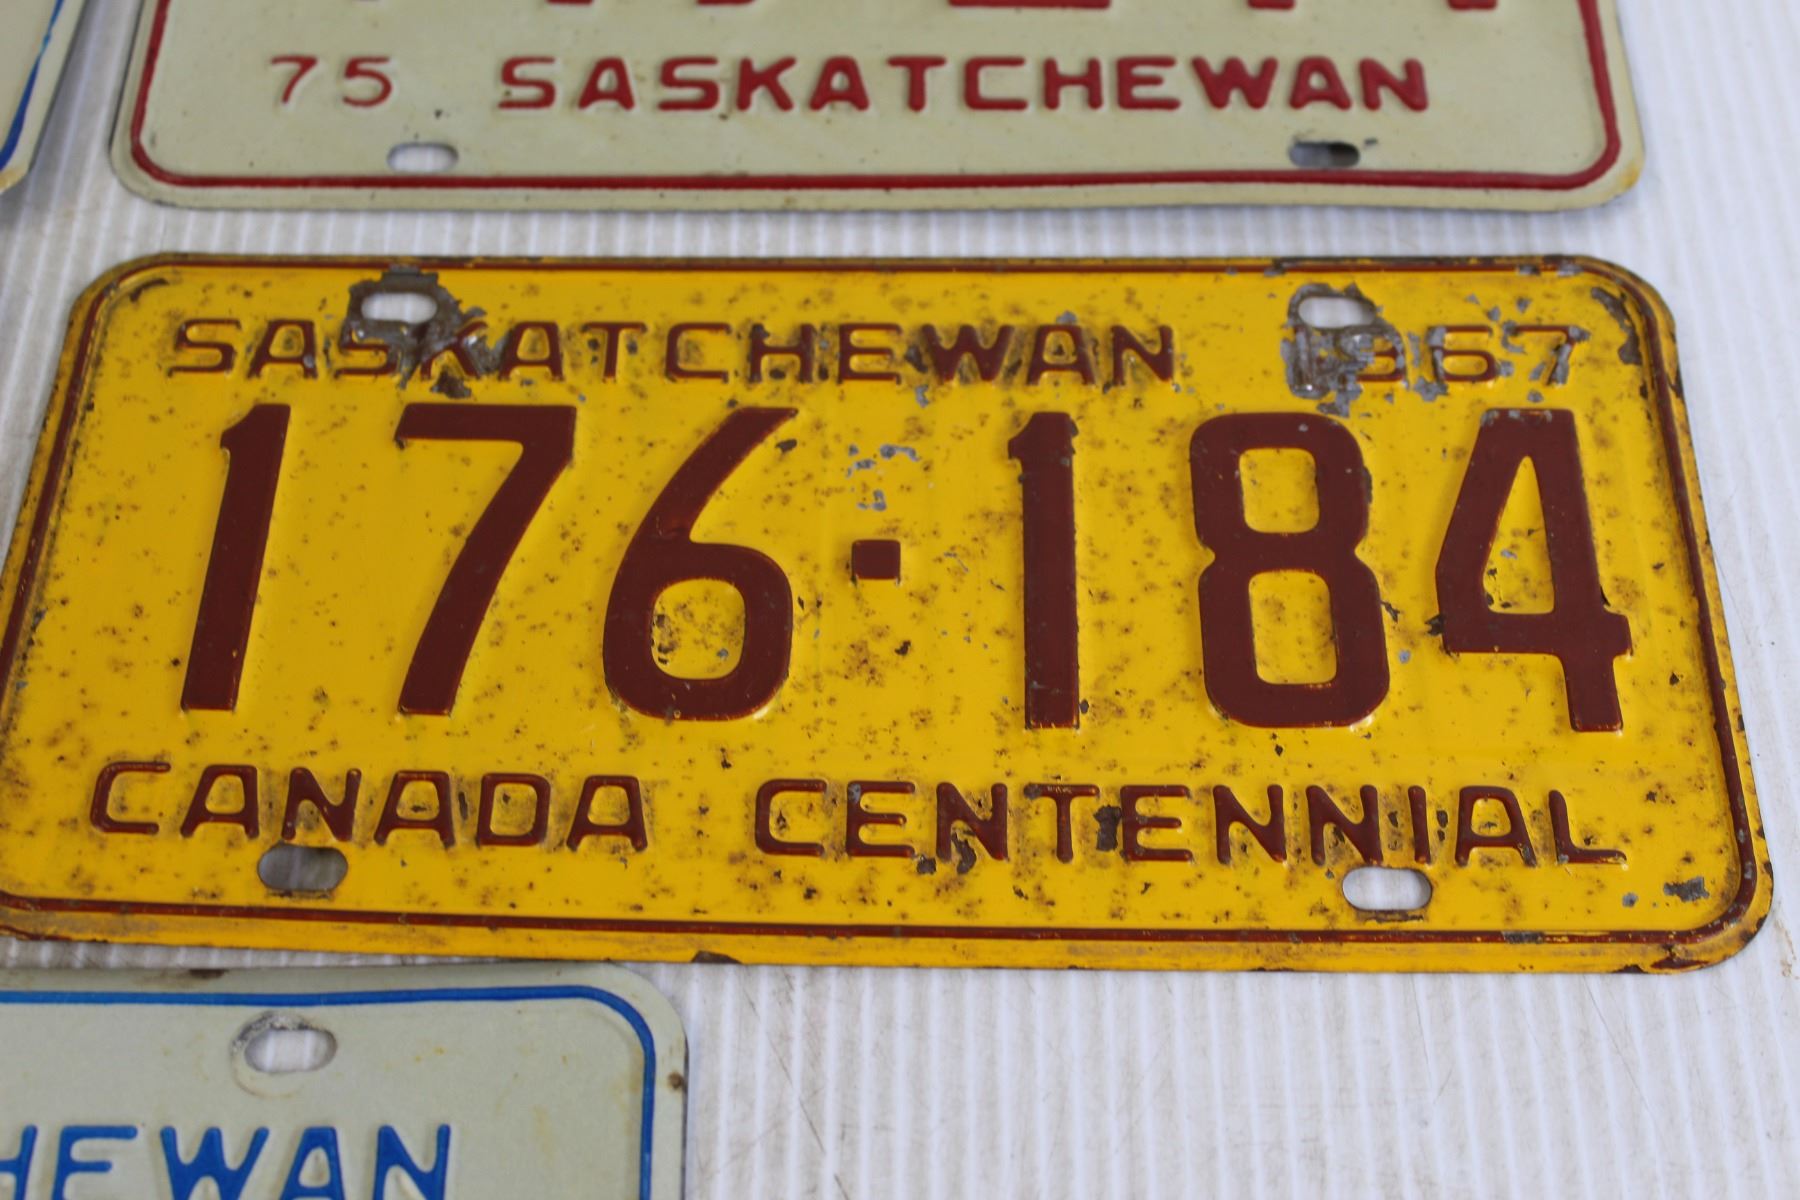 75 SASKATCHEWAN
SASKATCHEWAN 1967
176-184
CANADA CENTENNIAL
HEWAN